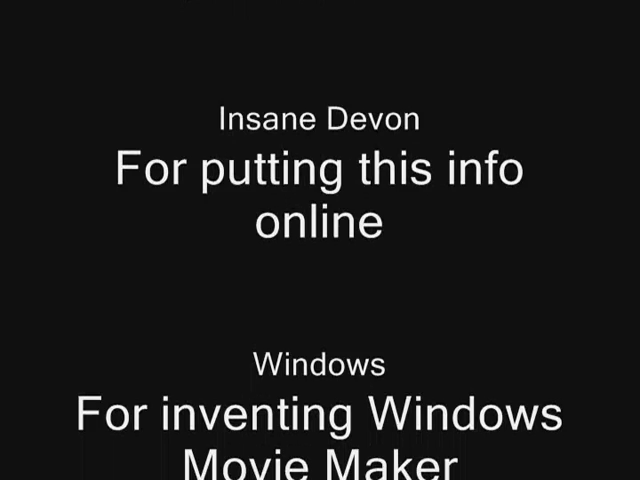 Insane Devon
For putting this info
online
Windows
For inventing Windows
Movie Maker